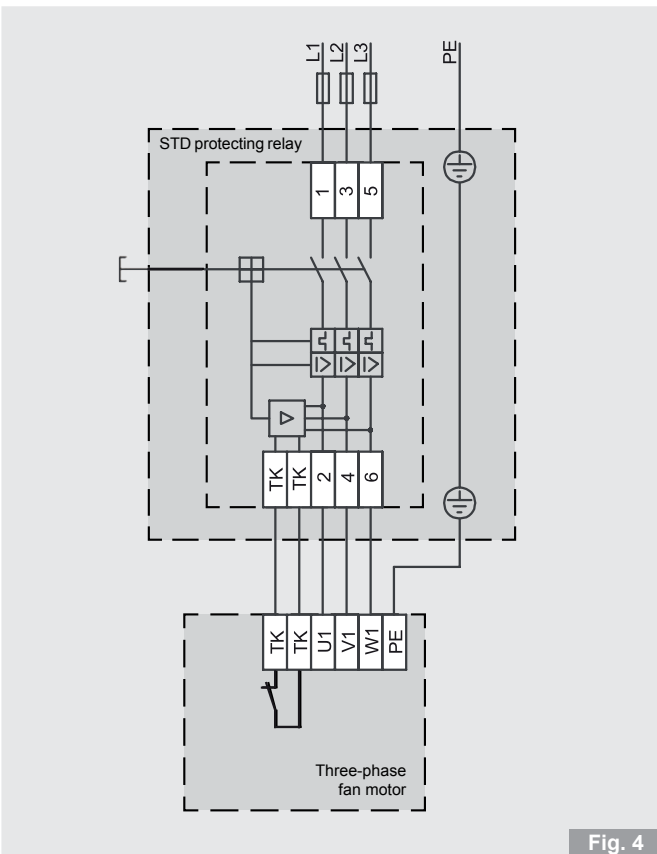 L1 L2 L3 PE
STD protecting relay
1 3 5
I> I> I>
TK TK 2 4 6
TK TK U1 V1 W1 PE
Three-phase
fan motor
Fig. 4